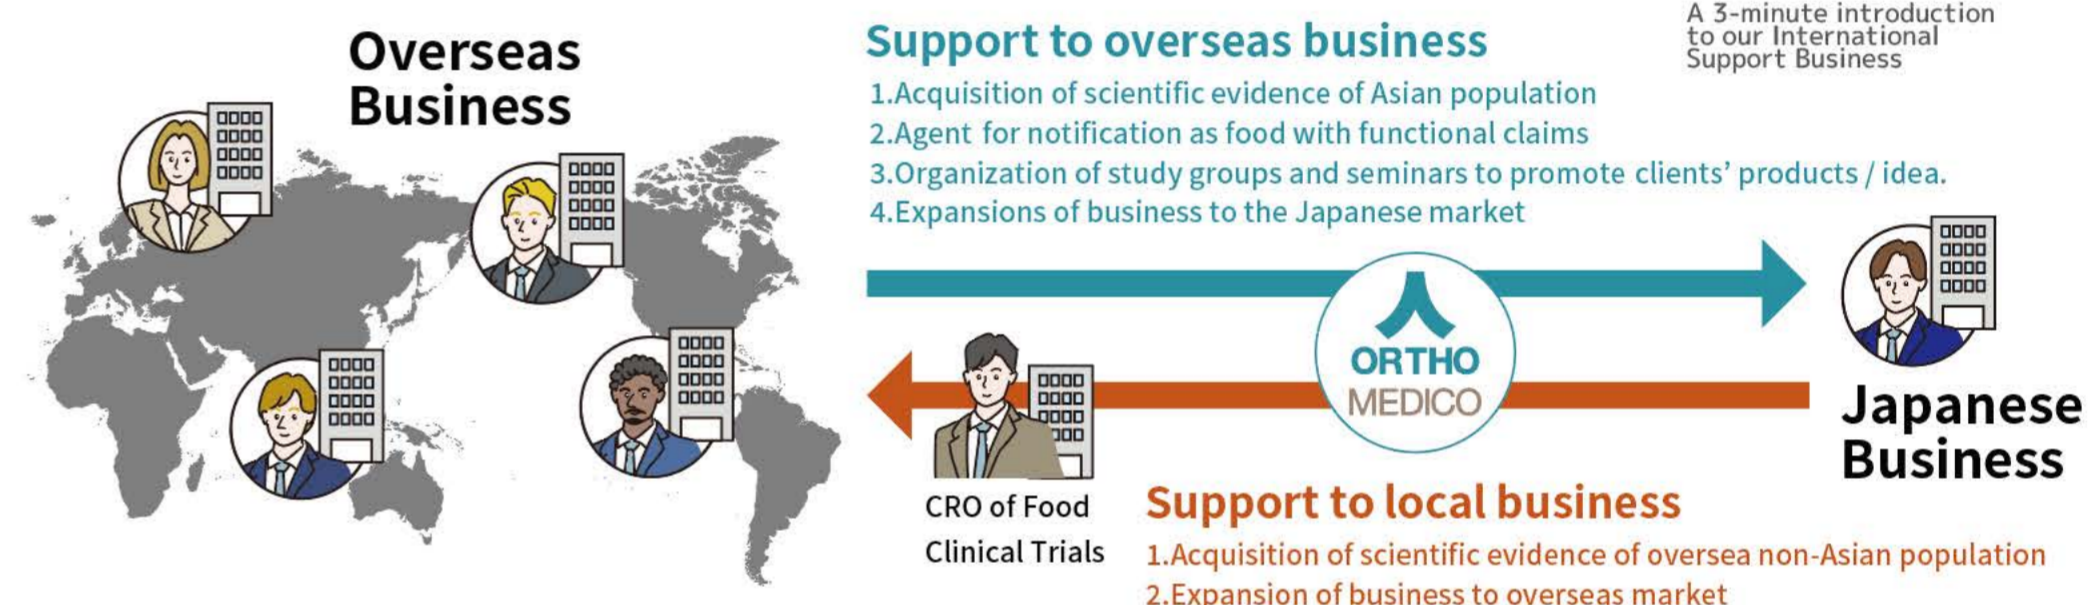 Overseas
Business
Support to overseas business
1.Acquisition of scientific evidence of Asian population
2.Agent for notification as food with functional claims
3.Organization of study groups and seminars to promote clients’ products / idea.
4.Expansions of business to the Japanese market
A 3-minute introduction
to our International
Support Business
ORTHO
MEDICO
Japanese
Business
CRO of Food
Clinical Trials
Support to local business
1.Acquisition of scientific evidence of oversea non-Asian population
2.Expansion of business to overseas market